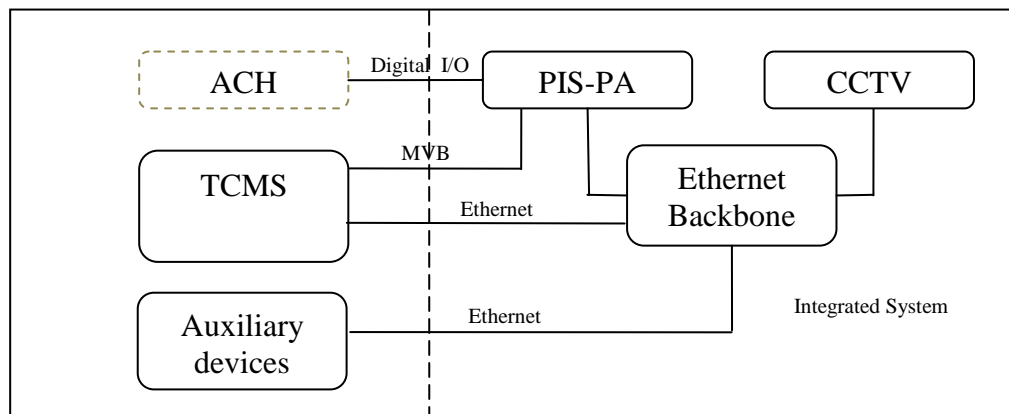 ACH
Digital I/O
PIS-PA
CCTV
MVB
TCMS
Ethernet
Backbone
Ethernet
Integrated System
Ethernet
Auxiliary
devices